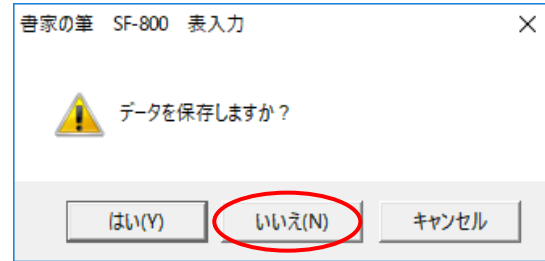 書家の筆 SF-800 表入力
データを保存しますか？
はい(Y) いいえ(N) キャンセル